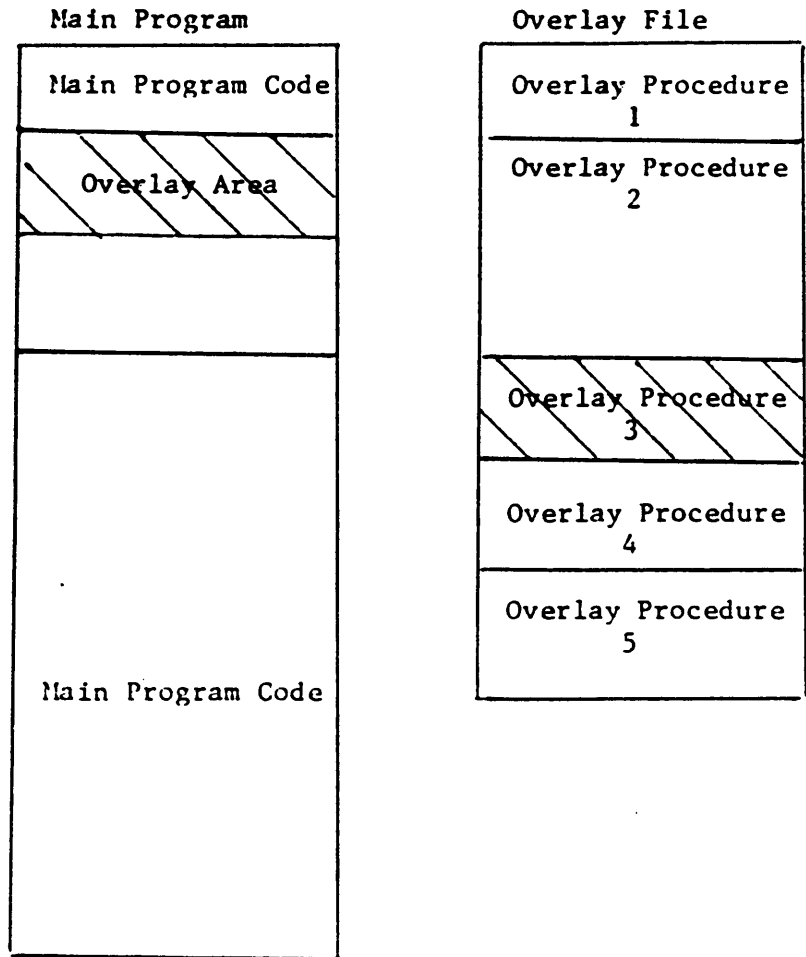 Main Program
Main Program Code
Overlay Area
Main Program Code
Overlay File
Overlay Procedure
1
Overlay Procedure
2
Overlay Procedure
3
Overlay Procedure
4
Overlay Procedure
5